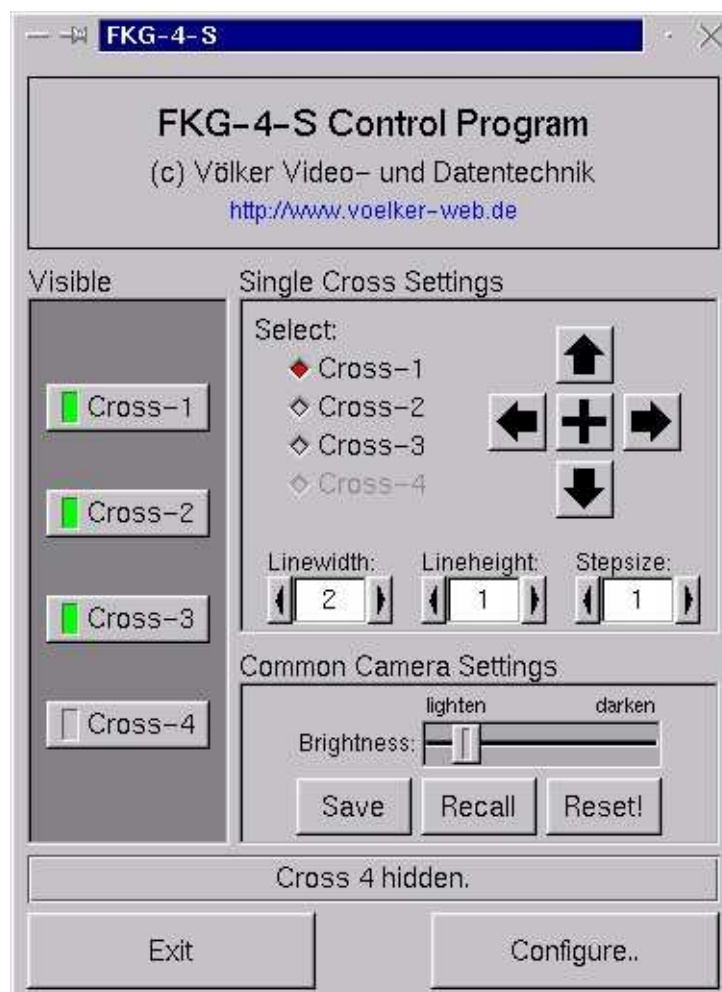 FKG-4-S
FKG-4-S Control Program
(c) Völker Video- und Datentechnik
http://www.voelker-web.de
Visible
Cross-1
Cross-2
Cross-3
Cross-4
Single Cross Settings
Select:
Cross-1
Cross-2
Cross-3
Cross-4
Linewidth: Lineheight: Stepsize:
2 1 1
Common Camera Settings
lighten darken
Brightness:
Save Recall Reset!
Cross 4 hidden.
Exit Configure..